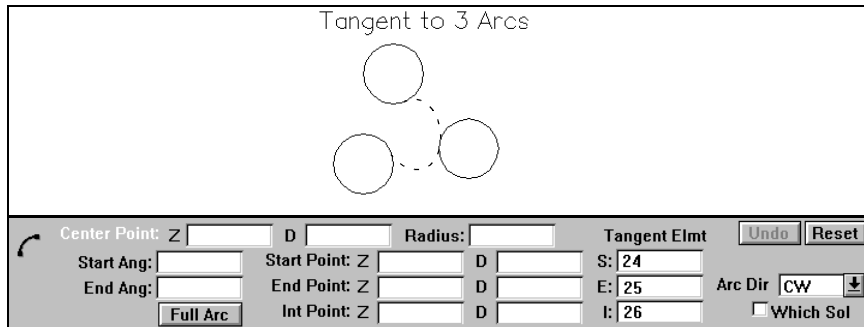 Tangent to 3 Arcs
Center Point: Z D Radius: Tangent Elmt Undo Reset
Start Ang: Start Point: Z D S: 24
End Ang: End Point: Z D E: 25 Arc Dir CW
Full Arc Int Point: Z D I: 26 Which Sol